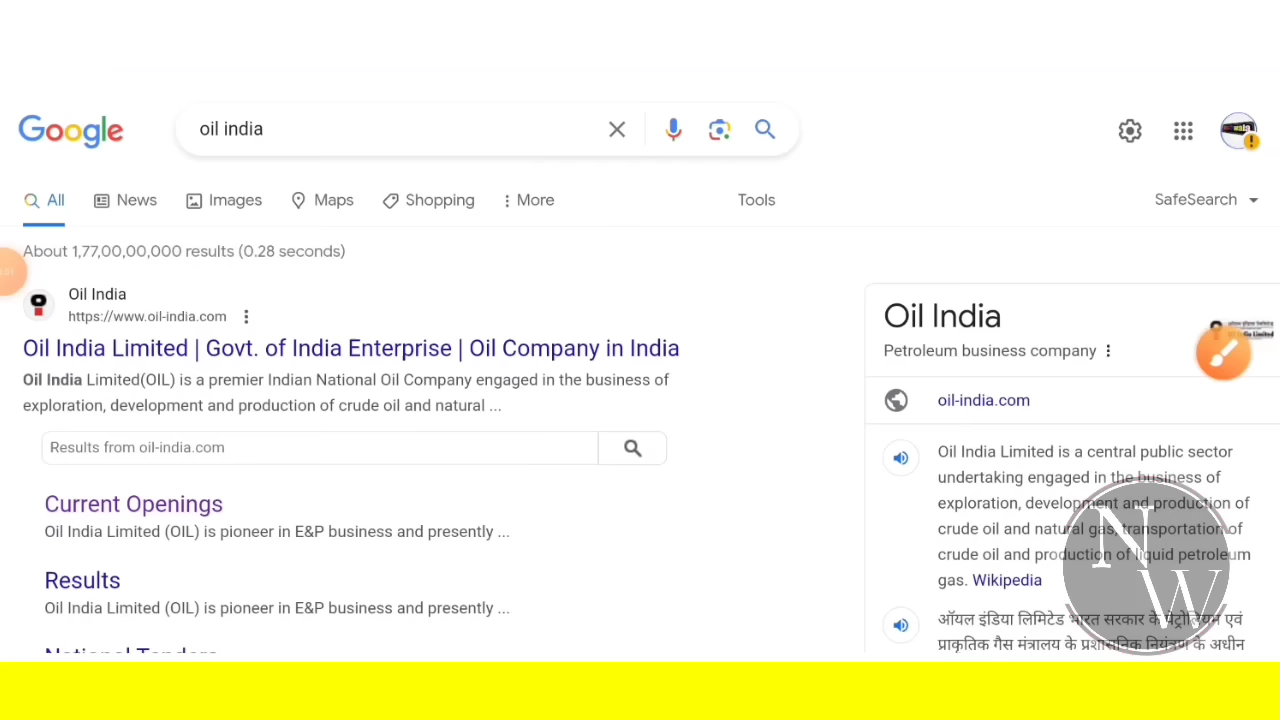 Google
oil india
All
News
Images
Maps
Shopping
More
Tools
SafeSearch
About 1,77,00,00,000 results (0.28 seconds)
Oil India
https://www.oil-india.com
Oil India Limited | Govt. of India Enterprise | Oil Company in India
Oil India Limited(OIL) is a premier Indian National Oil Company engaged in the business of
exploration, development and production of crude oil and natural ...
Results from oil-india.com
Current Openings
Oil India Limited (OIL) is pioneer in E&P business and presently ...
Results
Oil India Limited (OIL) is pioneer in E&P business and presently ...
National Tenders
Oil India
Petroleum business company
oil-india.com
Oil India Limited is a central public sector
undertaking engaged in the business of
exploration, development and production of
crude oil and natural gas, transportation of
crude oil and production of liquid petroleum
gas. Wikipedia
ऑयल इंडिया लिमिटेड भारत सरकार के पेट्रोलियम एवं
प्राकृतिक गैस मंत्रालय के प्रशासनिक नियंत्रण के अधीन
NW